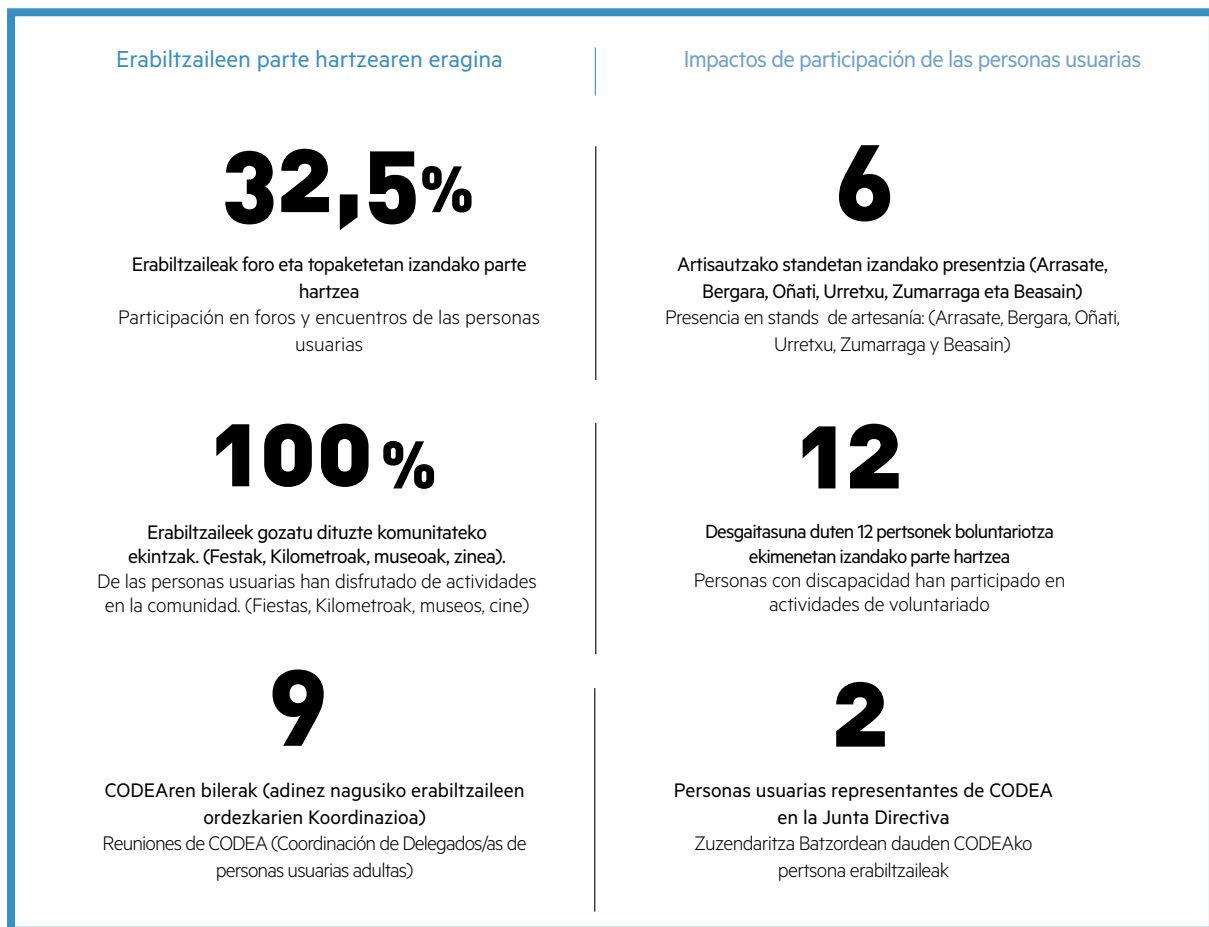 Erabiltzaileen parte hartzearen eragina
Impactos de participación de las personas usuarias
32,5%
Erabiltzaileak foro eta topaketetan izandako parte
hartzea
Participación en foros y encuentros de las personas
usuarias
6
Artisautzako standetan izandako presentzia (Arrasate,
Bergara, Oñati, Urretxu, Zumarraga eta Beasain)
Presencia en stands de artesanía: (Arrasate, Bergara, Oñati,
Urretxu, Zumarraga y Beasain)
100 %
Erabiltzaileek gozatu dituzte komunitateko
ekintzak. (Festak, Kilometroak, museoak, zinea).
De las personas usuarias han disfrutado de actividades
en la comunidad. (Fiestas, Kilometroak, museos, cine)
12
Desgaitasuna duten 12 pertsonek boluntariotza
ekimenetan izandako parte hartzea
Personas con discapacidad han participado en
actividades de voluntariado
9
CODEAren bilerak (adinez nagusiko erabiltzaileen
ordezkarien Koordinazioa)
Reuniones de CODEA (Coordinación de Delegados/as de
personas usuarias adultas)
2
Personas usuarias representantes de CODEA
en la Junta Directiva
Zuzendaritza Batzordean dauden CODEAko
pertsona erabiltzaileak